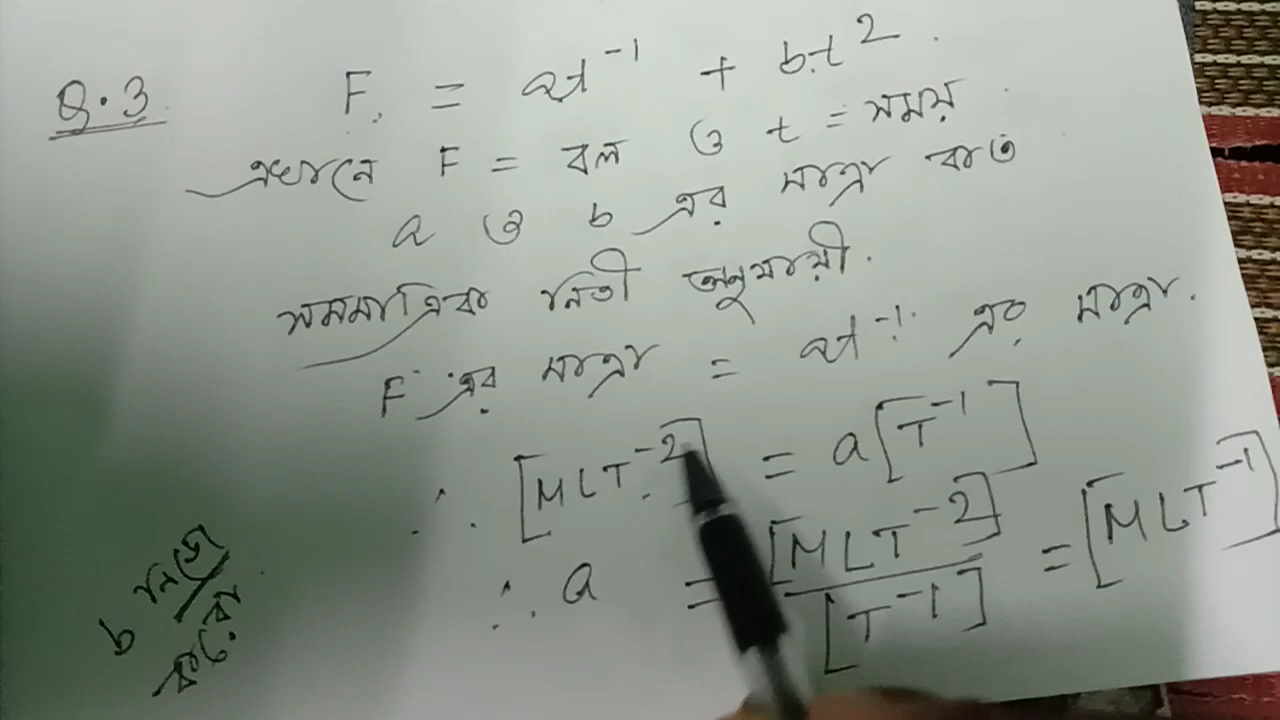 Q.3 F = at⁻¹ + bt².
এখানে F = বল ও t = সময়
a ও b এর মাত্রা কত
সমমাত্রিক নিতী অনুযায়ী.
F এর মাত্রা = at⁻¹ এর মাত্রা.
∴ [MLT⁻²] = a[T⁻¹]
∴ a = [MLT⁻²] / [T⁻¹] = [MLT⁻¹]
b নিজে
করো